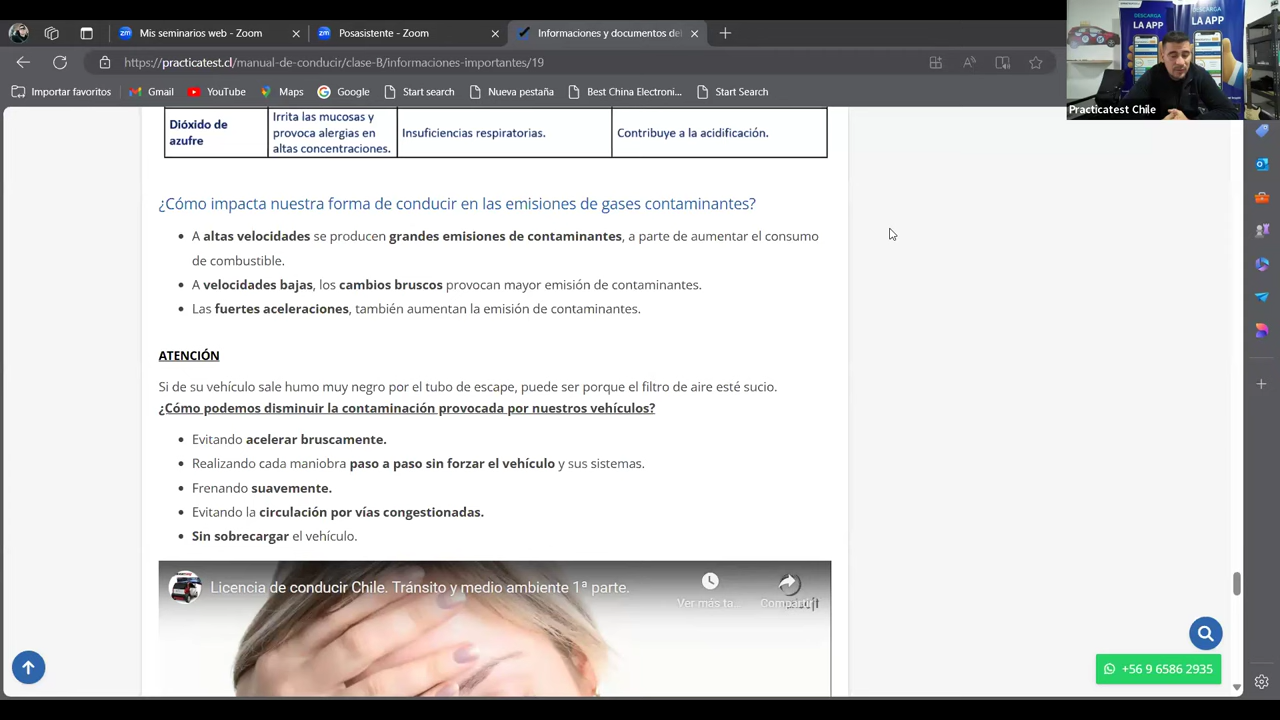 Mis seminarios web - Zoom
Posasistente - Zoom
Informaciones y documentos de
https://practicatest.cl/manual-de-conducir/clase-B/informaciones-importantes/19
Importar favoritos
Gmail
YouTube
Maps
Google
Start search
Nueva pestaña
Best China Electroni...
Start Search
DESCARGA
LA APP
DESCARGA
LA APP
Practicatest Chile
Dióxido de azufre
Irrita las mucosas y
provoca alergias en
altas concentraciones.
Insuficiencias respiratorias.
Contribuye a la acidificación.
¿Cómo impacta nuestra forma de conducir en las emisiones de gases contaminantes?
A altas velocidades se producen grandes emisiones de contaminantes, a parte de aumentar el consumo
de combustible.
A velocidades bajas, los cambios bruscos provocan mayor emisión de contaminantes.
Las fuertes aceleraciones, también aumentan la emisión de contaminantes.
ATENCIÓN
Si de su vehículo sale humo muy negro por el tubo de escape, puede ser porque el filtro de aire esté sucio.
¿Cómo podemos disminuir la contaminación provocada por nuestros vehículos?
Evitando acelerar bruscamente.
Realizando cada maniobra paso a paso sin forzar el vehículo y sus sistemas.
Frenando suavemente.
Evitando la circulación por vías congestionadas.
Sin sobrecargar el vehículo.
Licencia de conducir Chile. Tránsito y medio ambiente 1ª parte.
Ver más ta...
Compartir
+56 9 6586 2935